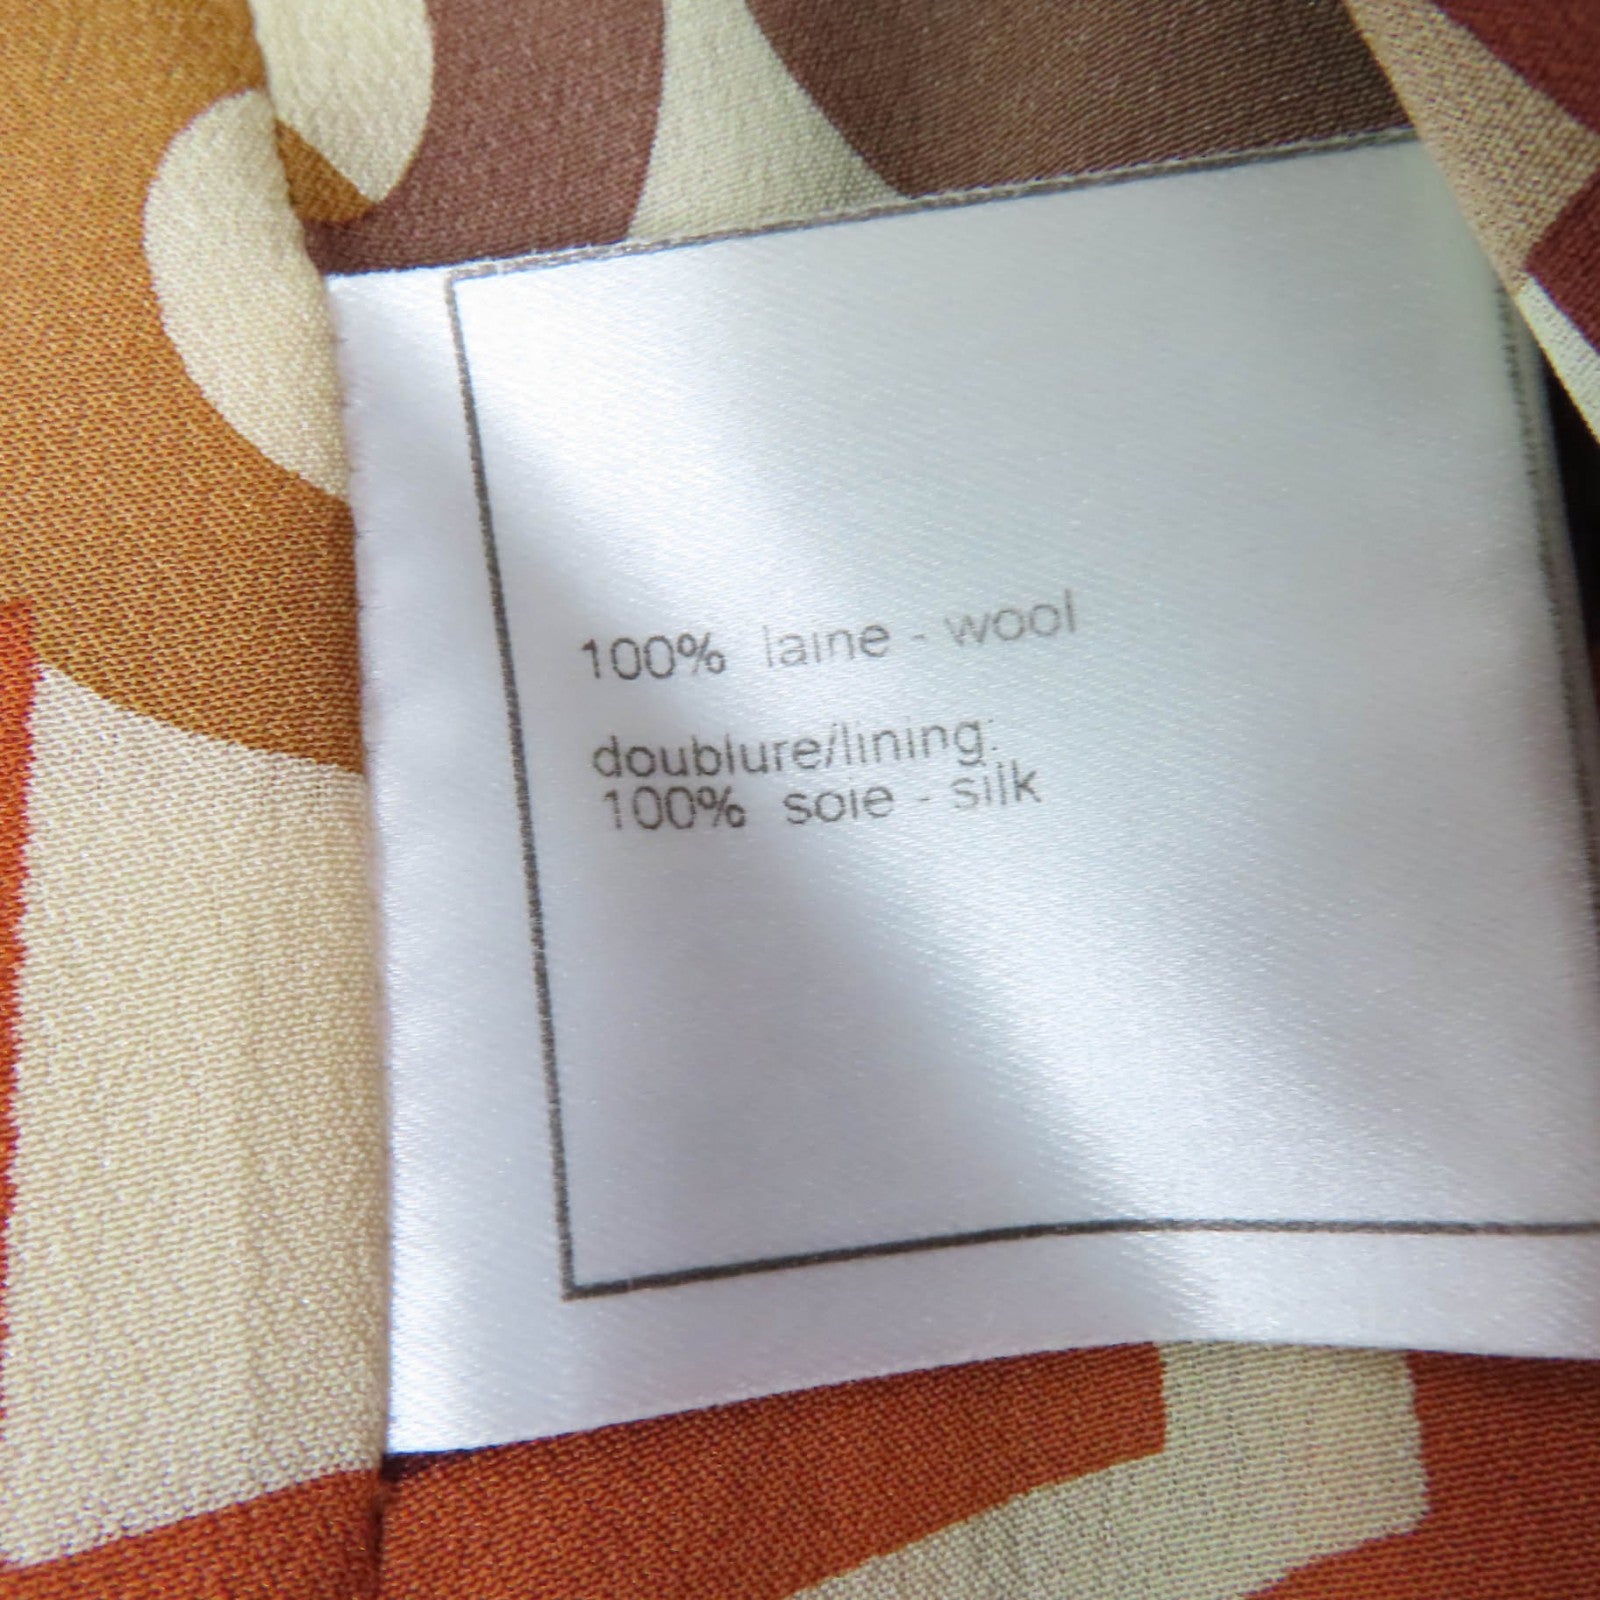 100% laine - wool
doublure/lining:
100% soie - silk